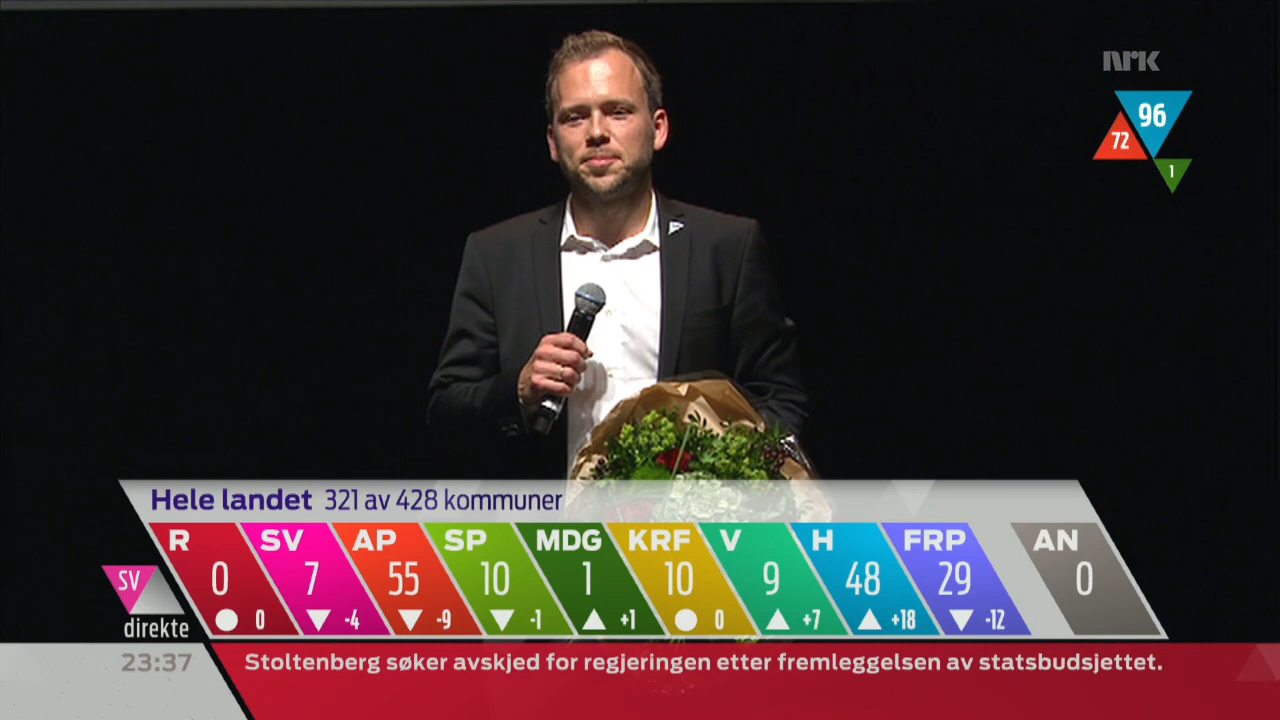 nrk
96
72
1
Hele landet 321 av 428 kommuner
R SV AP SP MDG KRF V H FRP AN
0 7 55 10 1 10 9 48 29 0
0 -4 -9 -1 +1 0 +7 +18 -12
SV
direkte
23:37 Stoltenberg søker avskjed for regjeringen etter fremleggelsen av statsbudsjettet.